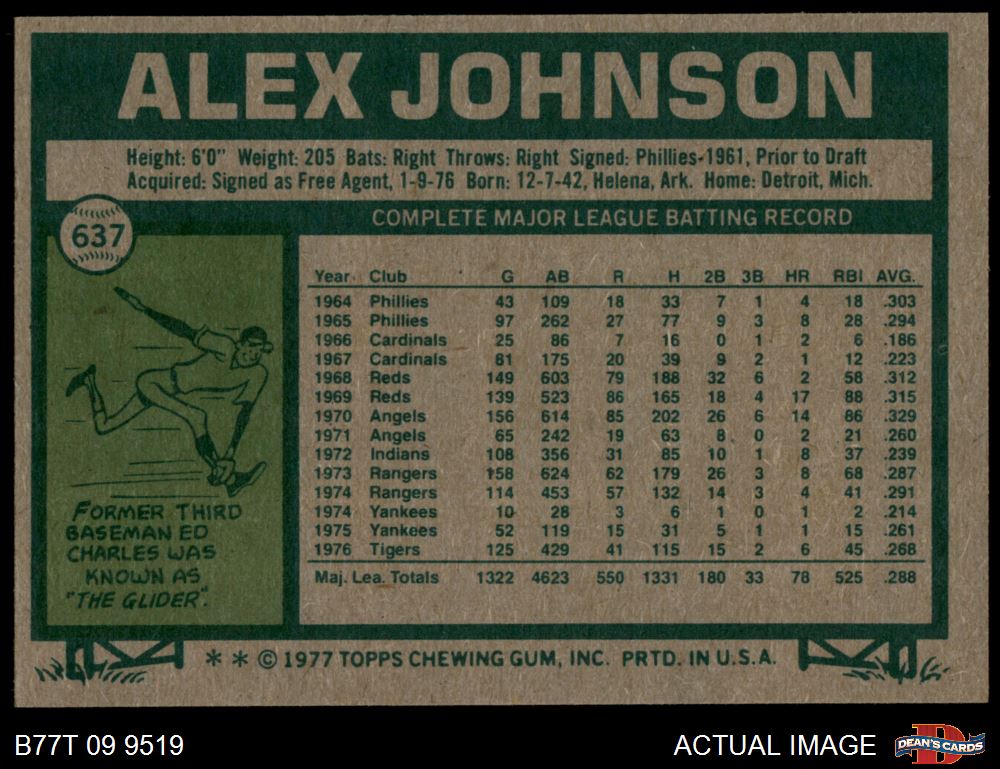 ALEX JOHNSON
Height: 6'0" Weight: 205 Bats: Right Throws: Right Signed: Phillies-1961, Prior to Draft
Acquired: Signed as Free Agent, 1-9-76 Born: 12-7-42, Helena, Ark. Home: Detroit, Mich.
637
COMPLETE MAJOR LEAGUE BATTING RECORD
Year Club G AB R H 2B 3B HR RBI AVG.
1964 Phillies 43 109 18 33 7 1 4 18 .303
1965 Phillies 97 262 27 77 9 3 8 28 .294
1966 Cardinals 25 86 7 16 0 1 2 6 .186
1967 Cardinals 81 175 20 39 9 2 1 12 .223
1968 Reds 149 603 79 188 32 6 2 58 .312
1969 Reds 139 523 86 165 18 4 17 88 .315
1970 Angels 156 614 85 202 26 6 14 86 .329
1971 Angels 65 242 19 63 8 0 2 21 .260
1972 Indians 108 356 31 85 10 1 8 37 .239
1973 Rangers 158 624 62 179 26 3 8 68 .287
1974 Rangers 114 453 57 132 14 3 4 41 .291
1974 Yankees 10 28 3 6 1 0 1 2 .214
1975 Yankees 52 119 15 31 5 1 1 15 .261
1976 Tigers 125 429 41 115 15 2 6 45 .268
Maj. Lea. Totals 1322 4623 550 1331 180 33 78 525 .288
FORMER THIRD
BASEMAN ED
CHARLES WAS
KNOWN AS
"THE GLIDER".
* * © 1977 TOPPS CHEWING GUM, INC. PRTD. IN U.S.A.
B77T 09 9519
ACTUAL IMAGE
D
DEAN'S CARDS